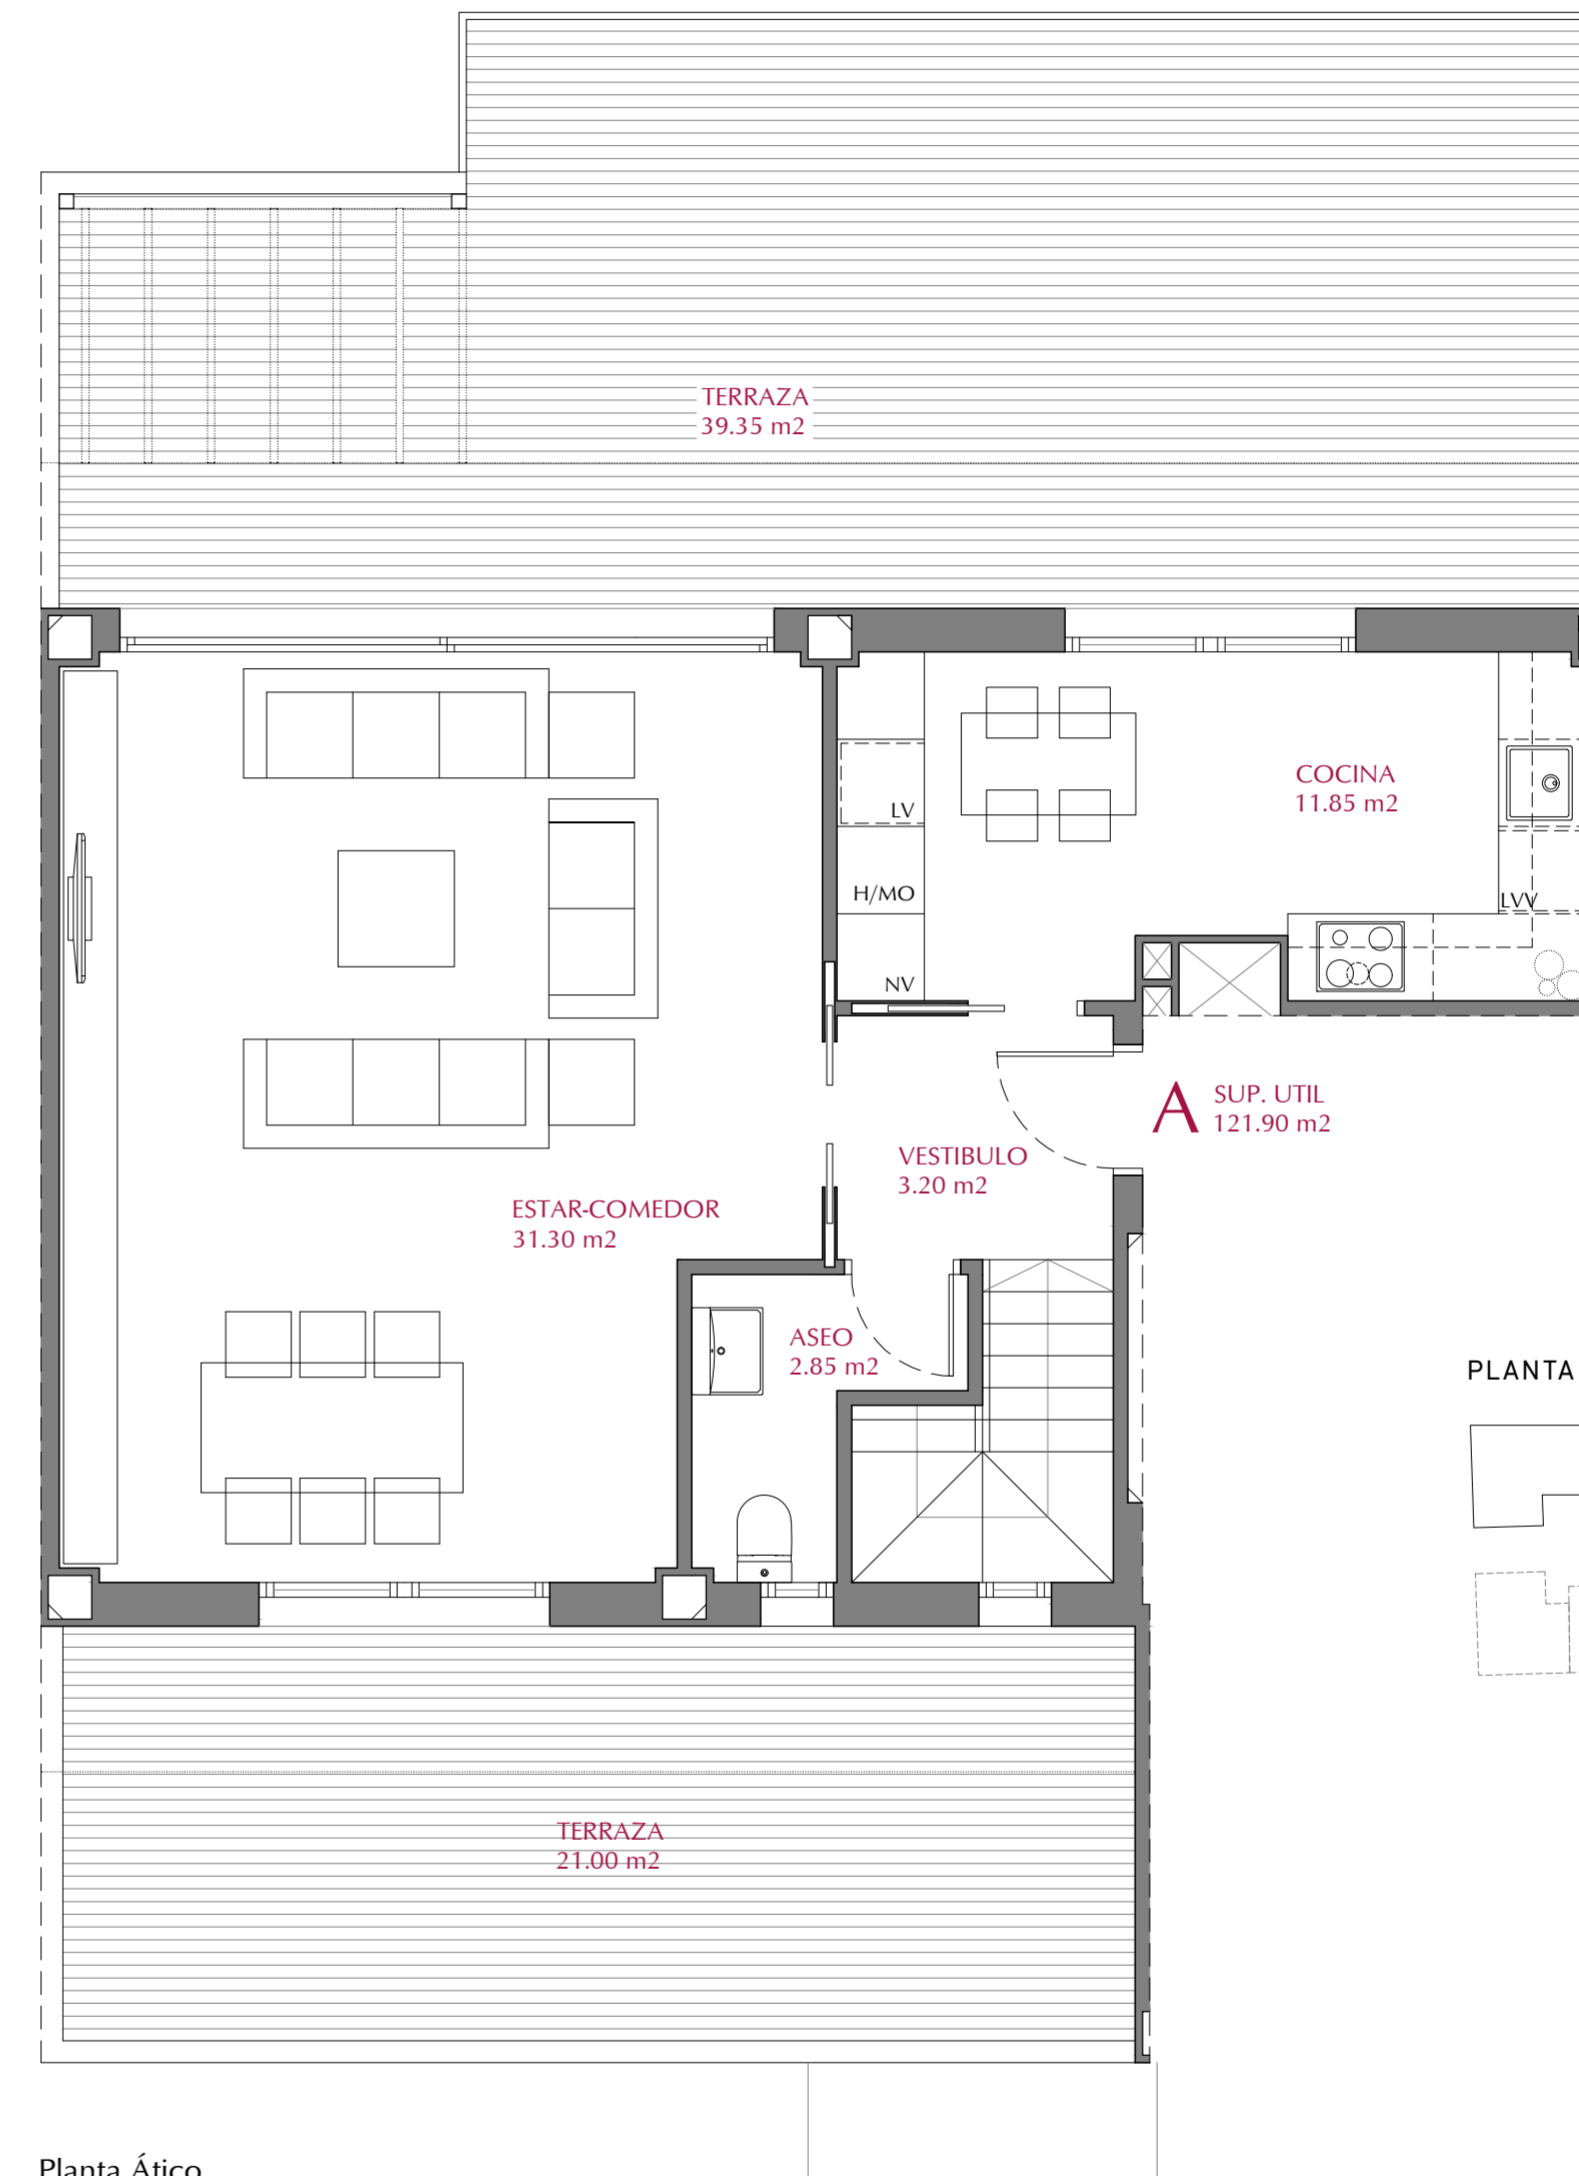 TERRAZA
39.35 m2
COCINA
11.85 m2
LV
H/MO
LVV
NV
A
SUP. UTIL
121.90 m2
VESTIBULO
3.20 m2
ESTAR-COMEDOR
31.30 m2
ASEO
2.85 m2
PLANTA
TERRAZA
21.00 m2
Planta Ático